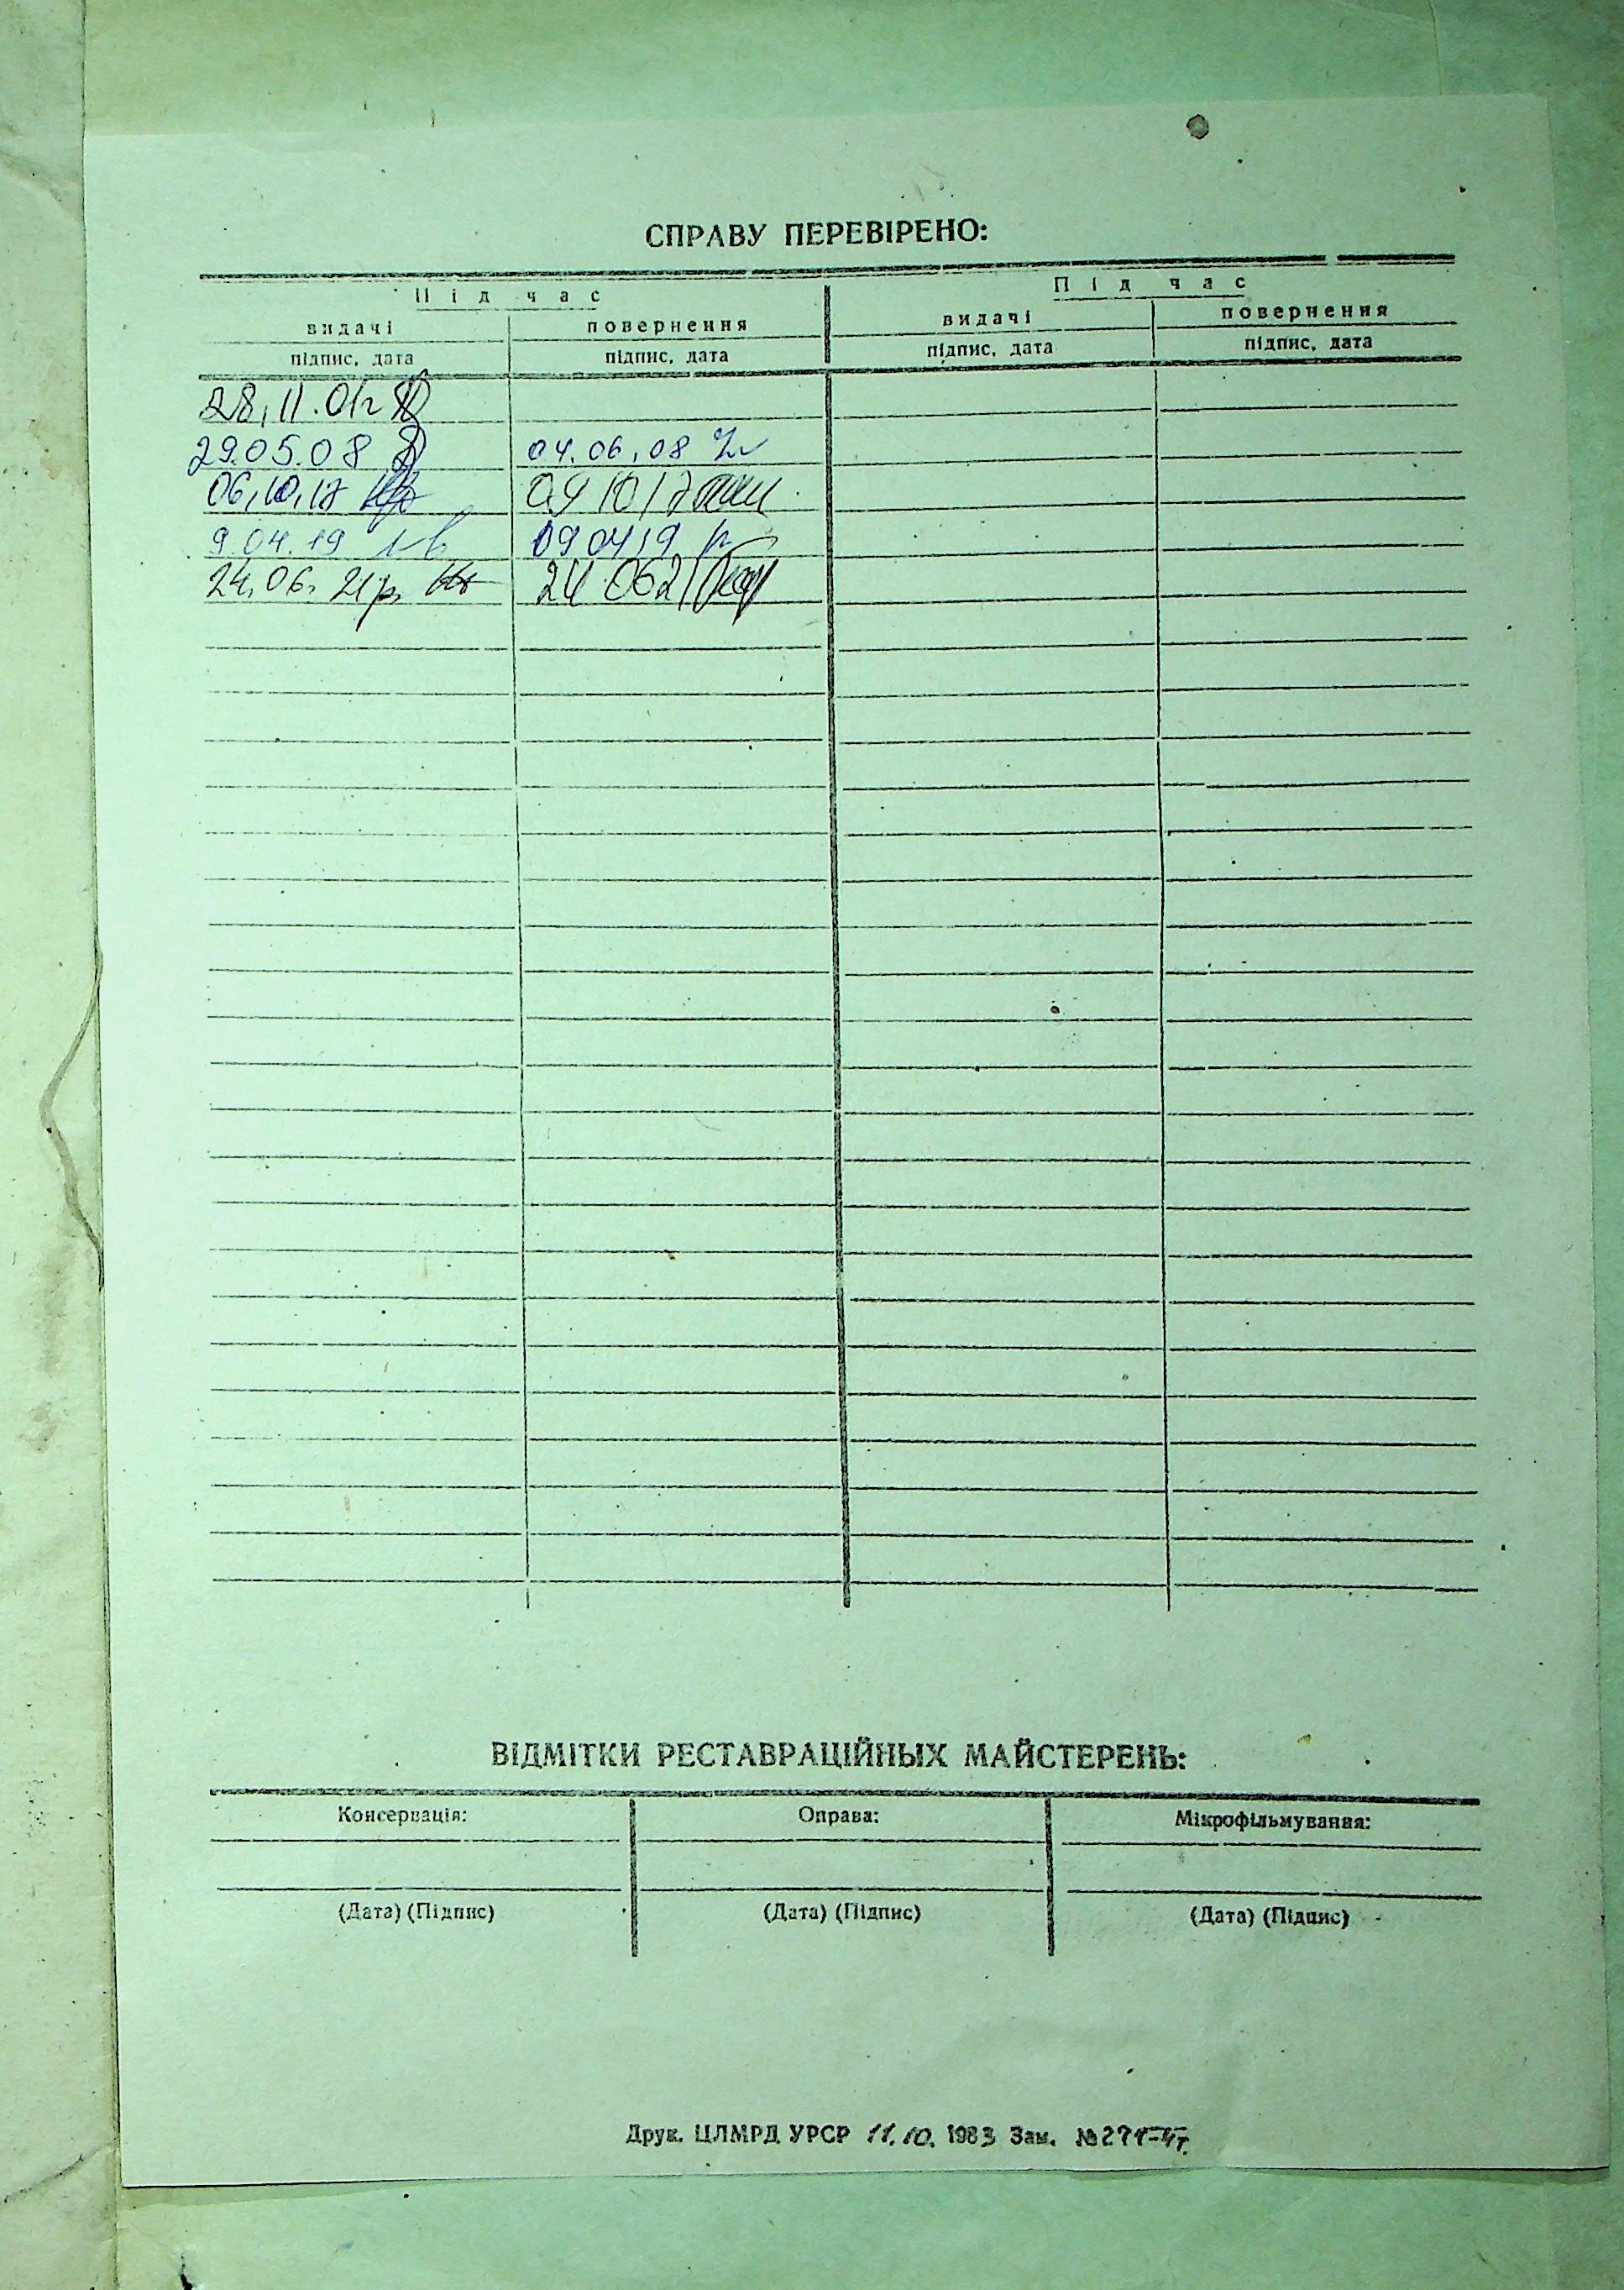 СПРАВУ ПЕРЕВІРЕНО:
Під час Під час
видачі повернення видачі повернення
підпис, дата підпис, дата підпис, дата підпис, дата
28.11.01г
29.05.08 04.06.08
06.10.17 09 10 17
9.04.19 09 04 19
24.06.21р. 24 06 21
ВІДМІТКИ РЕСТАВРАЦІЙНЫХ МАЙСТЕРЕНЬ:
Консервація: Оправа: Мікрофільмування:
(Дата) (Підпис) (Дата) (Підпис) (Дата) (Підпис)
Друк. ЦЛМРД УРСР 11.10. 1983 Зам. №